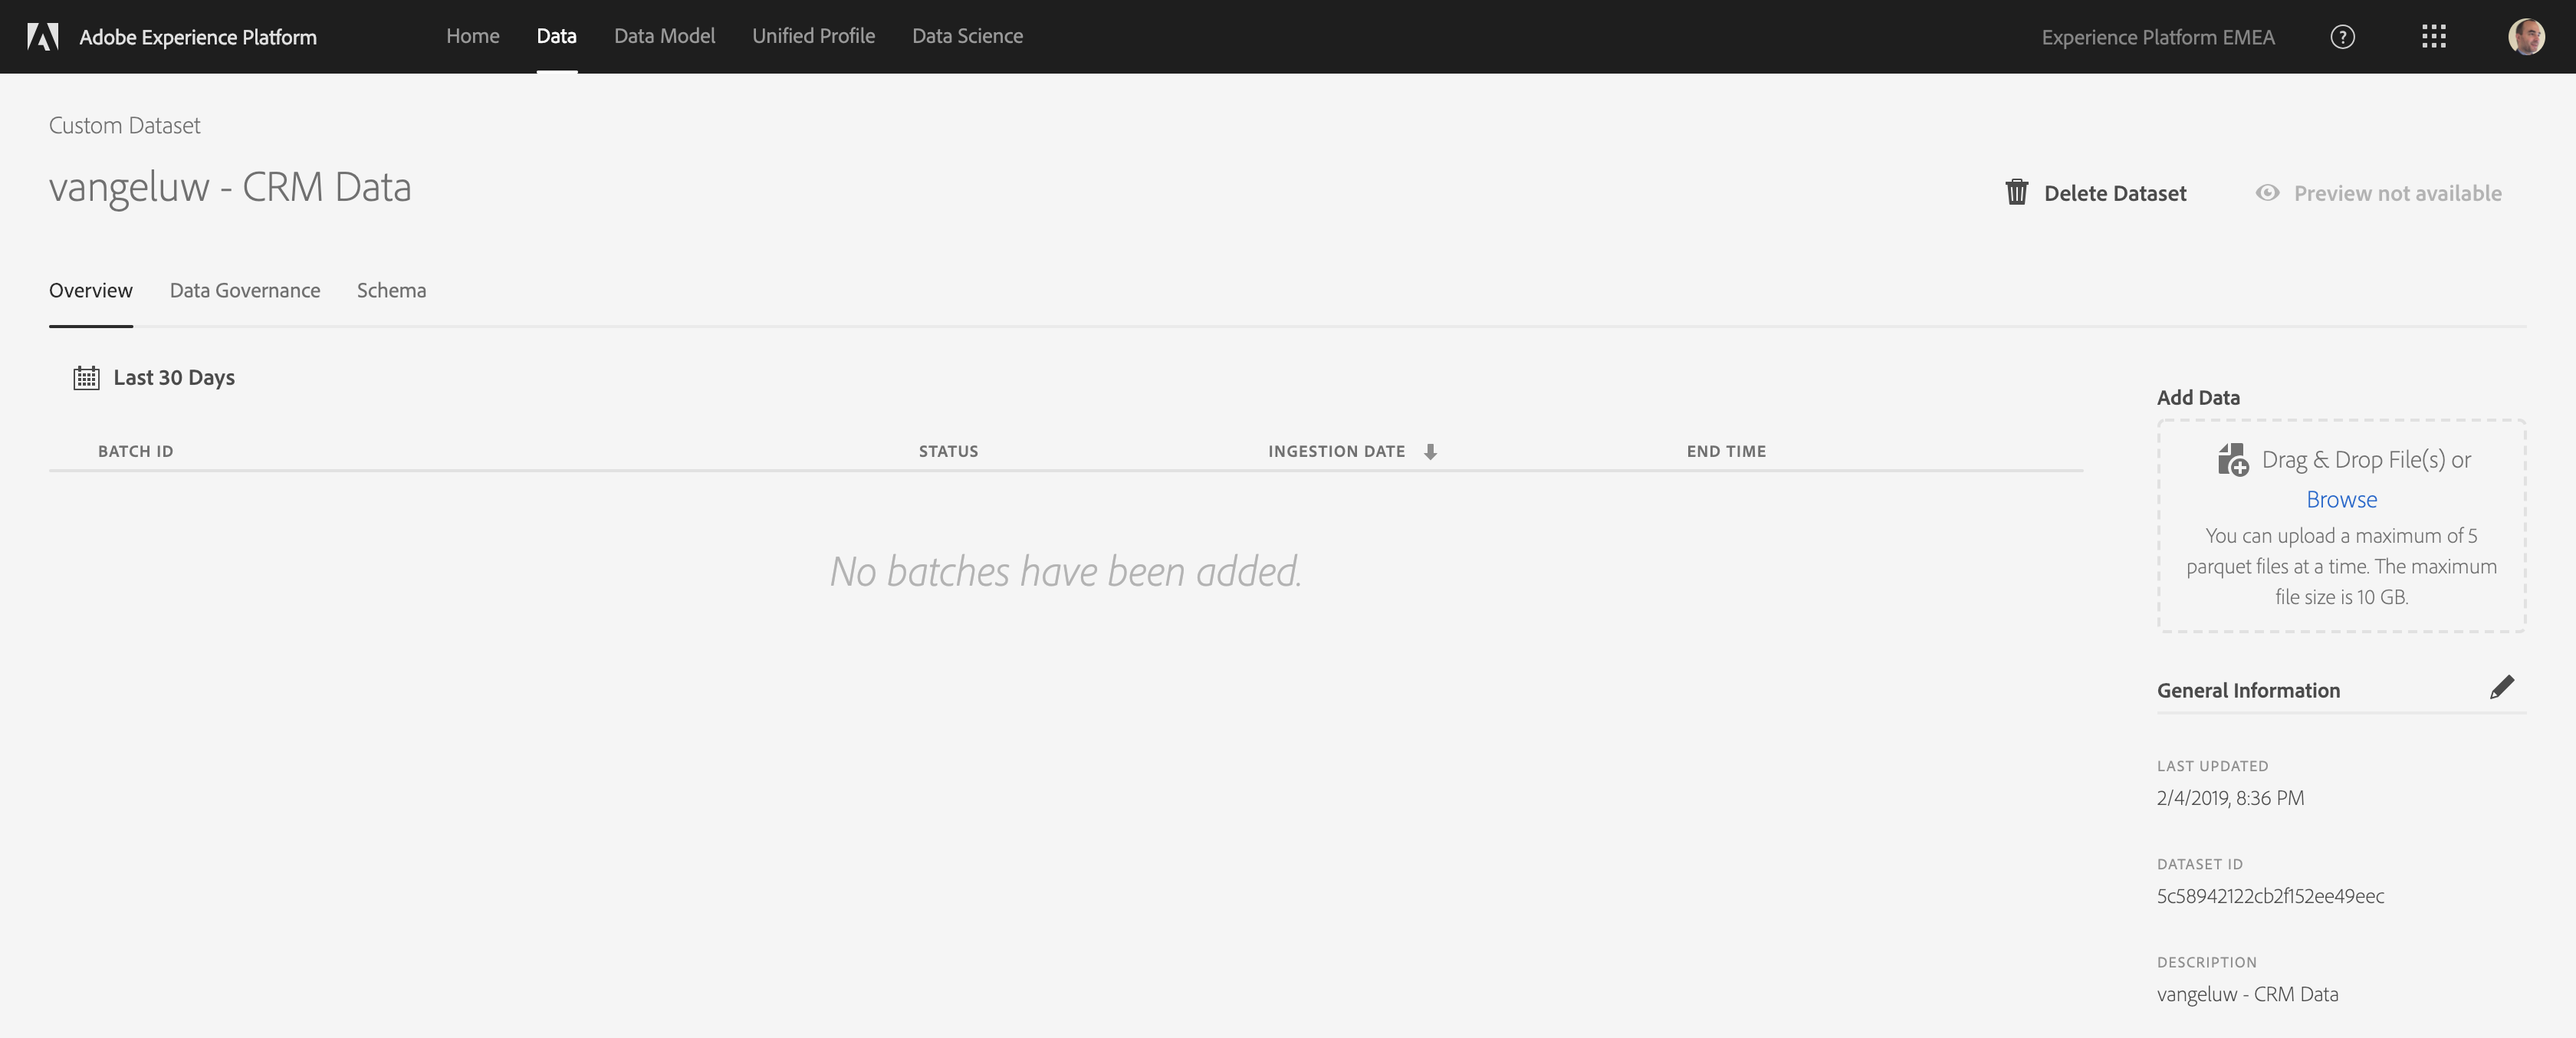 Adobe Experience Platform
Home
Data
Data Model
Unified Profile
Data Science
Experience Platform EMEA
Custom Dataset
vangeluw - CRM Data
Delete Dataset
Preview not available
Overview
Data Governance
Schema
Last 30 Days
BATCH ID
STATUS
INGESTION DATE
END TIME
No batches have been added.
Add Data
Drag & Drop File(s) or
Browse
You can upload a maximum of 5
parquet files at a time. The maximum
file size is 10 GB.
General Information
LAST UPDATED
2/4/2019, 8:36 PM
DATASET ID
5c58942122cb2f152ee49eec
DESCRIPTION
vangeluw - CRM Data